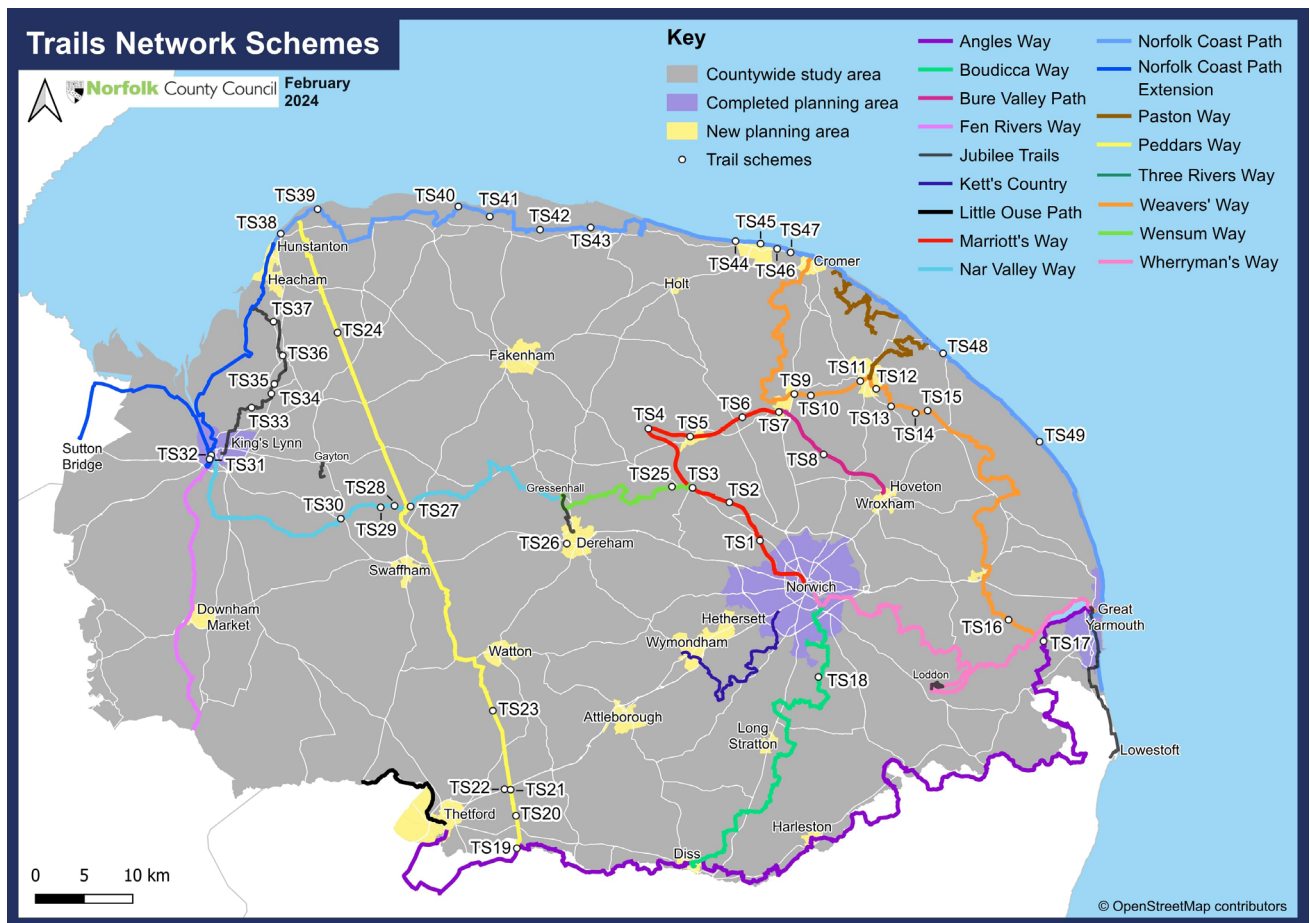 Trails Network Schemes
Norfolk County Council
February
2024
Key
Countywide study area
Completed planning area
New planning area
Trail schemes
Angles Way
Boudicca Way
Bure Valley Path
Fen Rivers Way
Jubilee Trails
Kett's Country
Little Ouse Path
Marriott's Way
Nar Valley Way
Norfolk Coast Path
Norfolk Coast Path
Extension
Paston Way
Peddars Way
Three Rivers Way
Weavers' Way
Wensum Way
Wherryman's Way
TS39
TS40
TS41
TS42
TS43
TS38
Hunstanton
Heacham
TS45
TS47
TS44
TS46
Cromer
Holt
TS37
TS24
TS36
TS35
TS34
TS33
Fakenham
TS48
TS11
TS12
TS9
TS10
TS13
TS14
TS15
TS4
TS5
TS6
TS7
TS8
TS49
Sutton
Bridge
King's Lynn
TS32
TS31
Gayton
TS28
TS30
TS29
TS27
Gressenhall
TS25
TS3
TS2
TS1
Hoveton
Wroxham
TS26
Dereham
Swaffham
Norwich
Downham
Market
Hethersett
Wymondham
Watton
TS16
Great
Yarmouth
TS17
TS18
Loddon
TS23
Attleborough
Long
Stratton
Lowestoft
TS22
TS21
TS20
Thetford
TS19
Diss
Harleston
0 5 10 km
© OpenStreetMap contributors